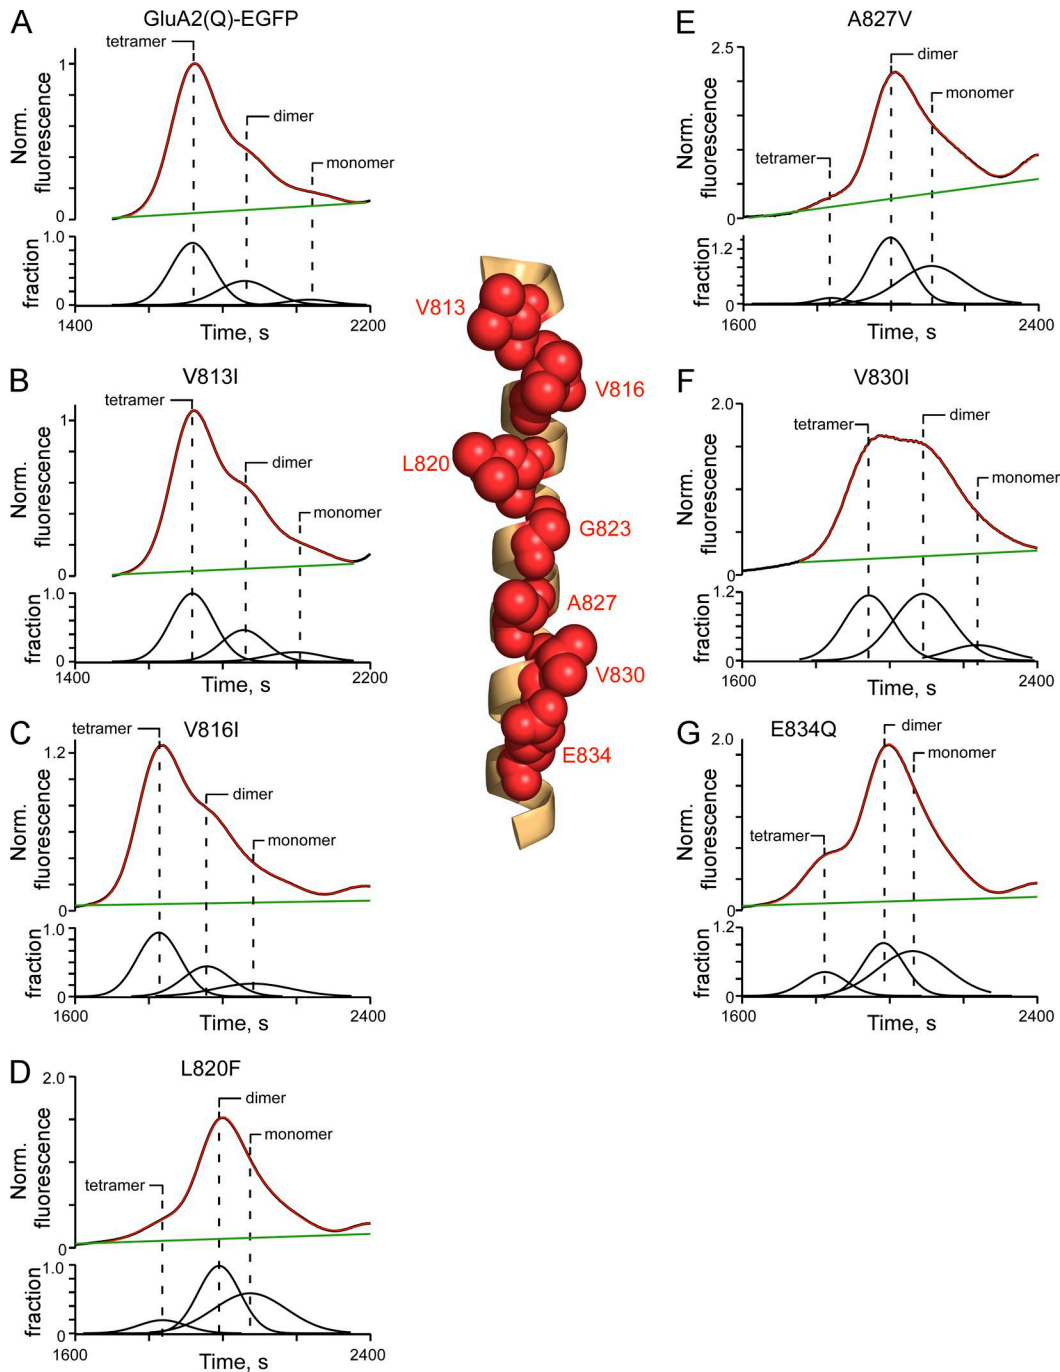 A
GluA2(Q)-EGFP
tetramer
dimer
monomer
1
0
Norm.
fluorescence
1.0
0
fraction
1400
Time, s
2200
B
V813I
tetramer
dimer
monomer
1
0
Norm.
fluorescence
1.0
0
fraction
1400
Time, s
2200
C
V816I
tetramer
dimer
monomer
1.2
0
Norm.
fluorescence
1.0
0
fraction
1600
Time, s
2400
D
L820F
dimer
monomer
tetramer
2.0
0
Norm.
fluorescence
1.0
0
fraction
1600
Time, s
2400
V813
V816
L820
G823
A827
V830
E834
E
A827V
dimer
monomer
tetramer
2.5
0
Norm.
fluorescence
1.2
0
fraction
1600
Time, s
2400
F
V830I
tetramer
dimer
monomer
2.0
0
Norm.
fluorescence
1.2
0
fraction
1600
Time, s
2400
G
E834Q
dimer
monomer
tetramer
2.0
0
Norm.
fluorescence
1.2
0
fraction
1600
Time, s
2400